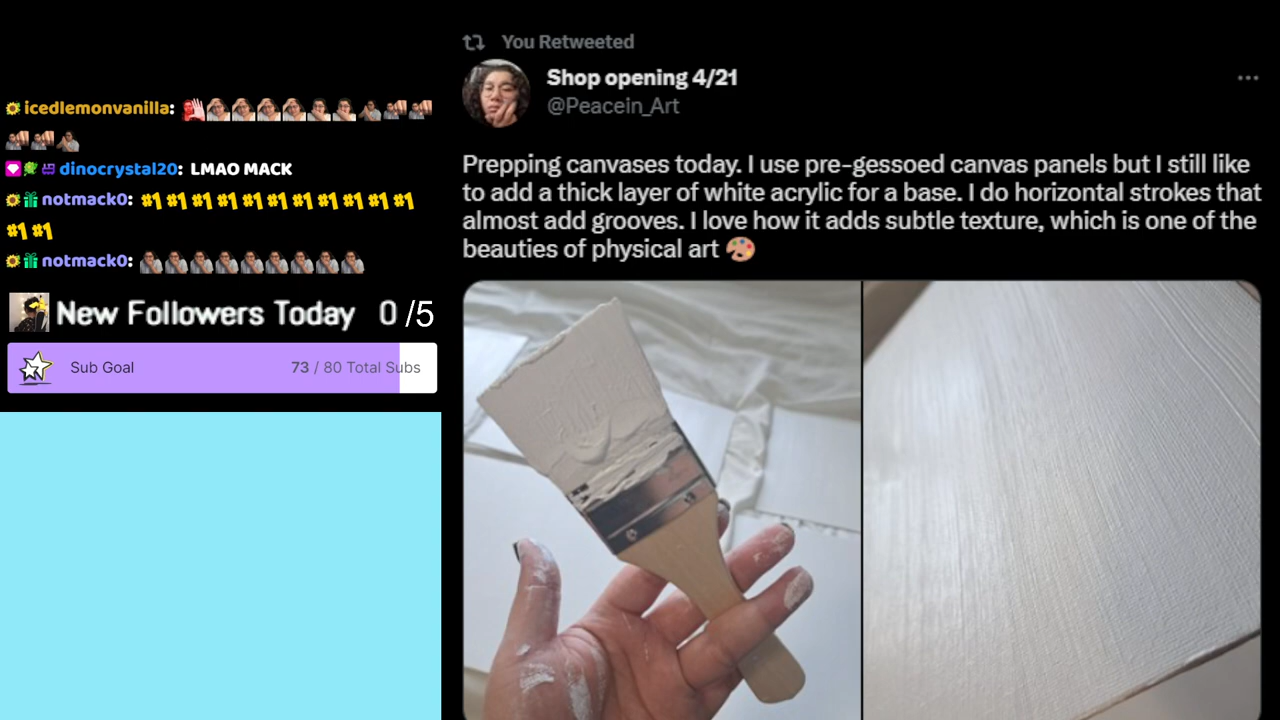 icedlemonvanilla:
dinocrystal20: LMAO MACK
notmack0: #1 #1 #1 #1 #1 #1 #1 #1 #1 #1 #1
#1 #1
notmack0:
New Followers Today 0 /5
Sub Goal 73 / 80 Total Subs
You Retweeted
Shop opening 4/21
@Peacein_Art
Prepping canvases today. I use pre-gessoed canvas panels but I still like
to add a thick layer of white acrylic for a base. I do horizontal strokes that
almost add grooves. I love how it adds subtle texture, which is one of the
beauties of physical art 🎨